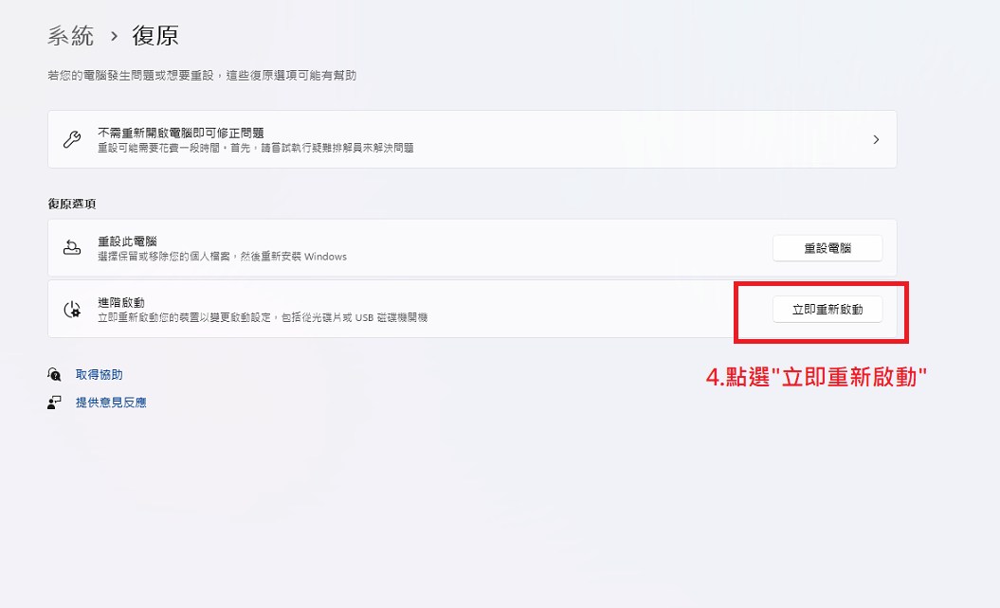 系統 › 復原
若您的電腦發生問題或想要重設，這些復原選項可能有幫助
不需重新開啟電腦即可修正問題
重設可能需要花費一段時間。首先，請嘗試執行疑難排解員來解決問題
復原選項
重設此電腦
選擇保留或移除您的個人檔案，然後重新安裝 Windows
重設電腦
進階啟動
立即重新啟動您的裝置以變更啟動設定，包括從光碟片或 USB 磁碟機開機
立即重新啟動
4.點選"立即重新啟動"
取得協助
提供意見反應